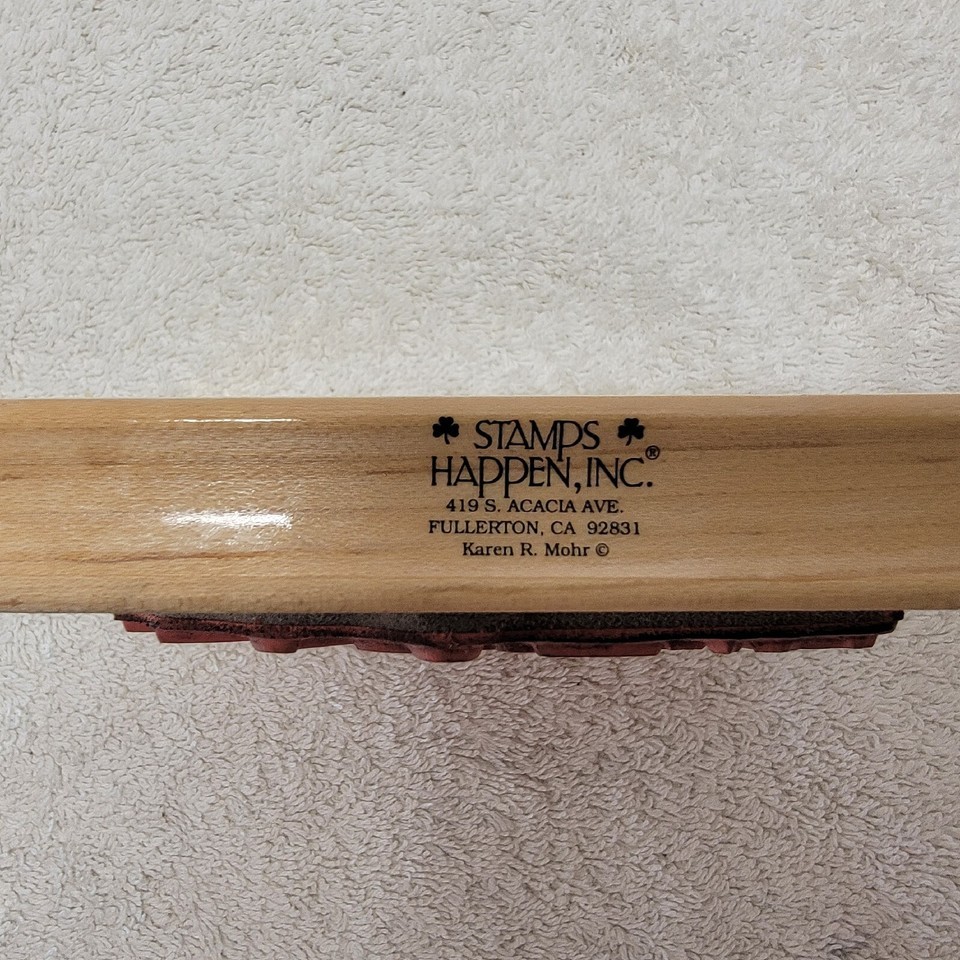 STAMPS
HAPPEN, INC.®
419 S. ACACIA AVE.
FULLERTON, CA 92831
Karen R. Mohr ©